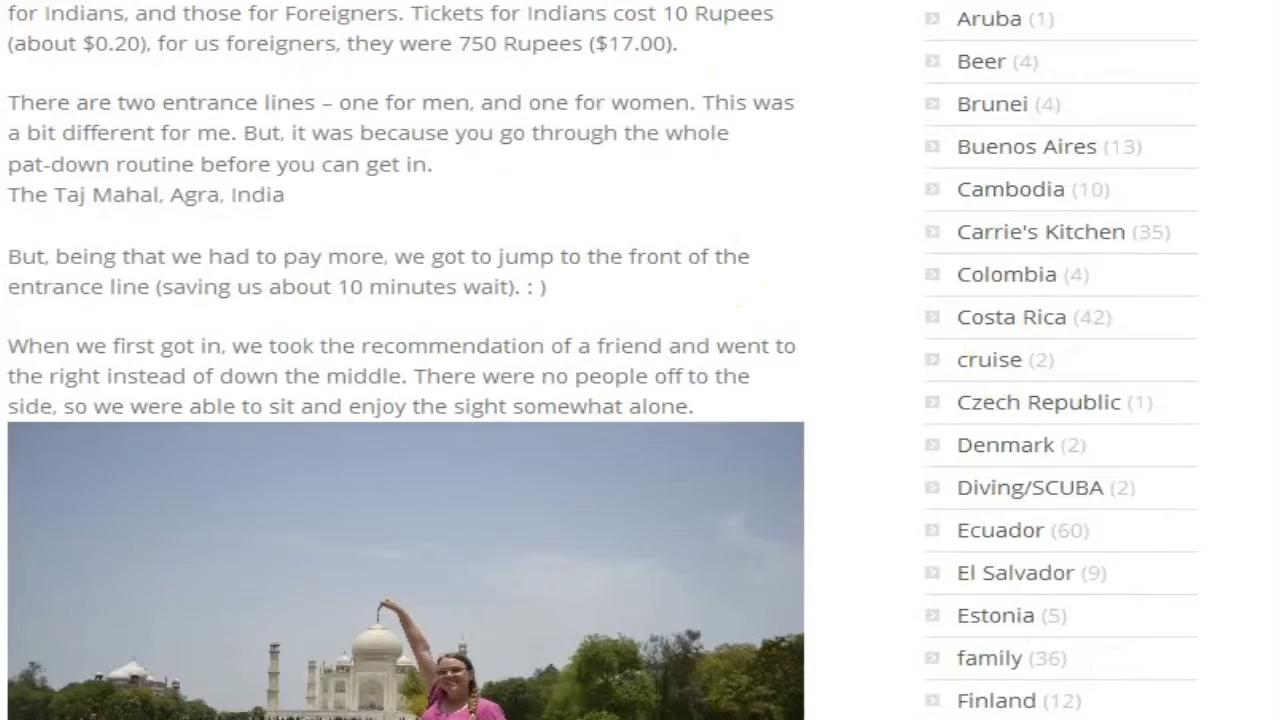 for Indians, and those for Foreigners. Tickets for Indians cost 10 Rupees
(about $0.20), for us foreigners, they were 750 Rupees ($17.00).
There are two entrance lines – one for men, and one for women. This was
a bit different for me. But, it was because you go through the whole
pat-down routine before you can get in.
The Taj Mahal, Agra, India
But, being that we had to pay more, we got to jump to the front of the
entrance line (saving us about 10 minutes wait). : )
When we first got in, we took the recommendation of a friend and went to
the right instead of down the middle. There were no people off to the
side, so we were able to sit and enjoy the sight somewhat alone.
Aruba (1)
Beer (4)
Brunei (4)
Buenos Aires (13)
Cambodia (10)
Carrie's Kitchen (35)
Colombia (4)
Costa Rica (42)
cruise (2)
Czech Republic (1)
Denmark (2)
Diving/SCUBA (2)
Ecuador (60)
El Salvador (9)
Estonia (5)
family (36)
Finland (12)